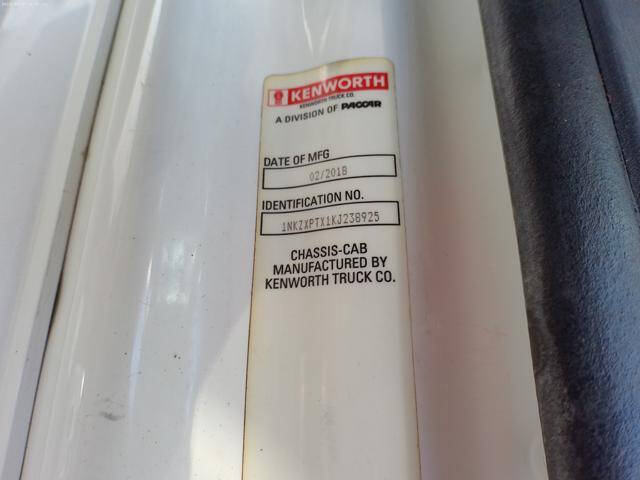 KENWORTH
KENWORTH TRUCK CO.
A DIVISION OF PACCAR
DATE OF MFG
02/2018
IDENTIFICATION NO.
1NKZXPTX1KJ238925
CHASSIS-CAB
MANUFACTURED BY
KENWORTH TRUCK CO.